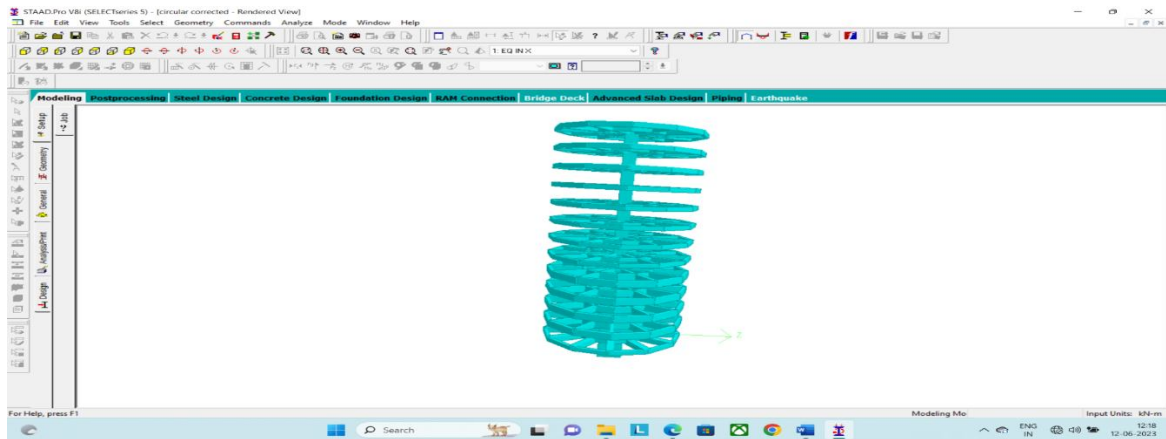 STAAD.Pro V8i (SELECTseries 5) - [circular corrected - Rendered View]
File Edit View Tools Select Geometry Commands Analyze Mode Window Help
1: EQ IN X
Modeling Postprocessing Steel Design Concrete Design Foundation Design RAM Connection Bridge Deck Advanced Slab Design Piping Earthquake
Setup
Geometry
General
Analysis/Print
Design
Job
For Help, press F1
Modeling Mo
Input Units: kN-m
Search
ENG
IN
12:18
12-06-2023